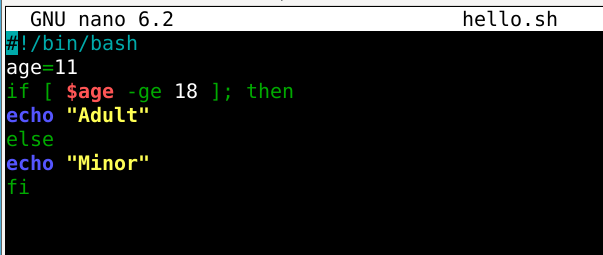 GNU nano 6.2 hello.sh
#!/bin/bash
age=11
if [ $age -ge 18 ]; then
echo "Adult"
else
echo "Minor"
fi